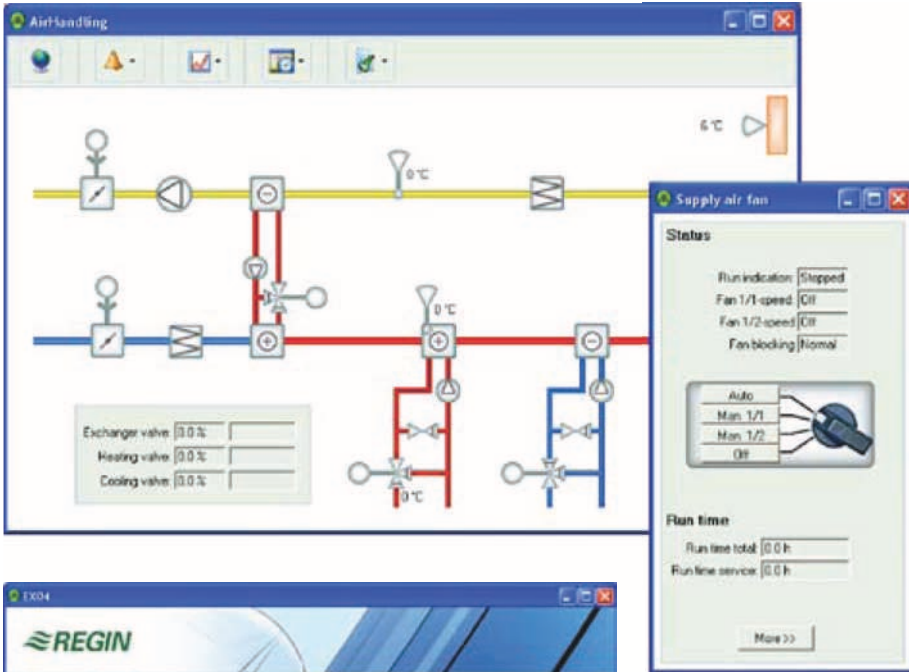 AirHandling
6 °C
0 °C
0 °C
Exchanger valve: 0.0 %
Heating valve: 0.0 %
Cooling valve: 0.0 %
0 °C
Supply air fan
Status
Run indication: Stopped
Fan 1/1-speed: Off
Fan 1/2-speed: Off
Fan blocking: Normal
Auto
Man. 1/1
Man. 1/2
Off
Run time
Run time total: 0.0 h
Run time service: 0.0 h
More >>
EXO4
REGIN